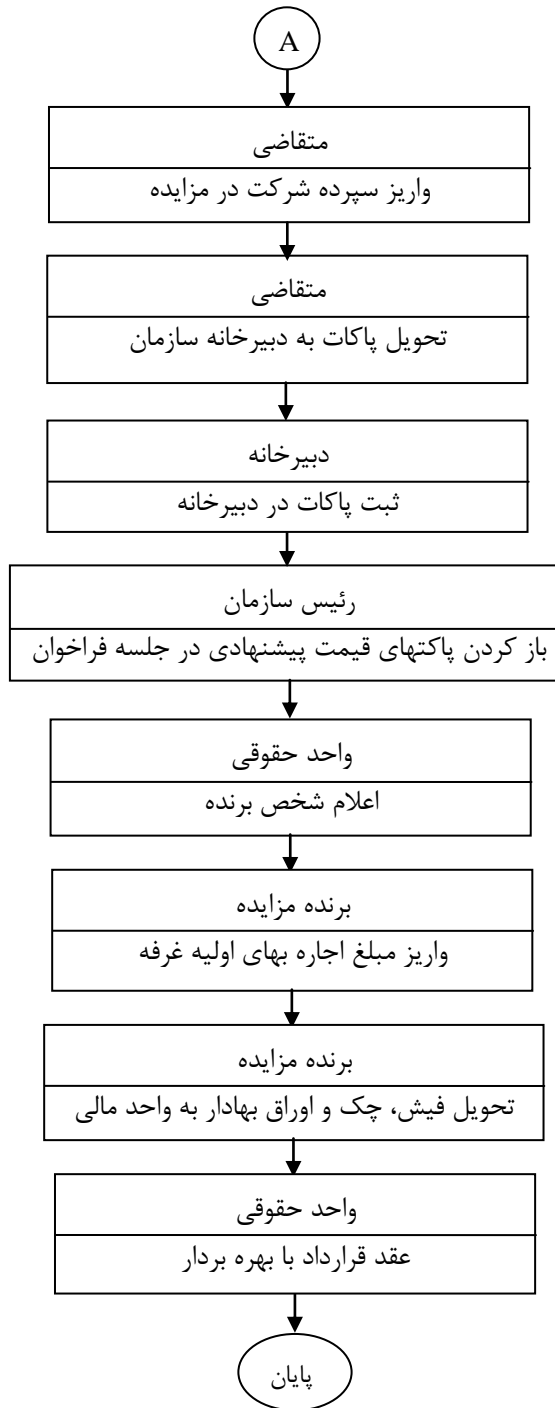 A
متقاضی
واریز سپرده شرکت در مزایده
متقاضی
تحویل پاکات به دبیرخانه سازمان
دبیرخانه
ثبت پاکات در دبیرخانه
رئیس سازمان
باز کردن پاکتهای قیمت پیشنهادی در جلسه فراخوان
واحد حقوقی
اعلام شخص برنده
برنده مزایده
واریز مبلغ اجاره بهای اولیه غرفه
برنده مزایده
تحویل فیش، چک و اوراق بهادار به واحد مالی
واحد حقوقی
عقد قرارداد با بهره بردار
پایان